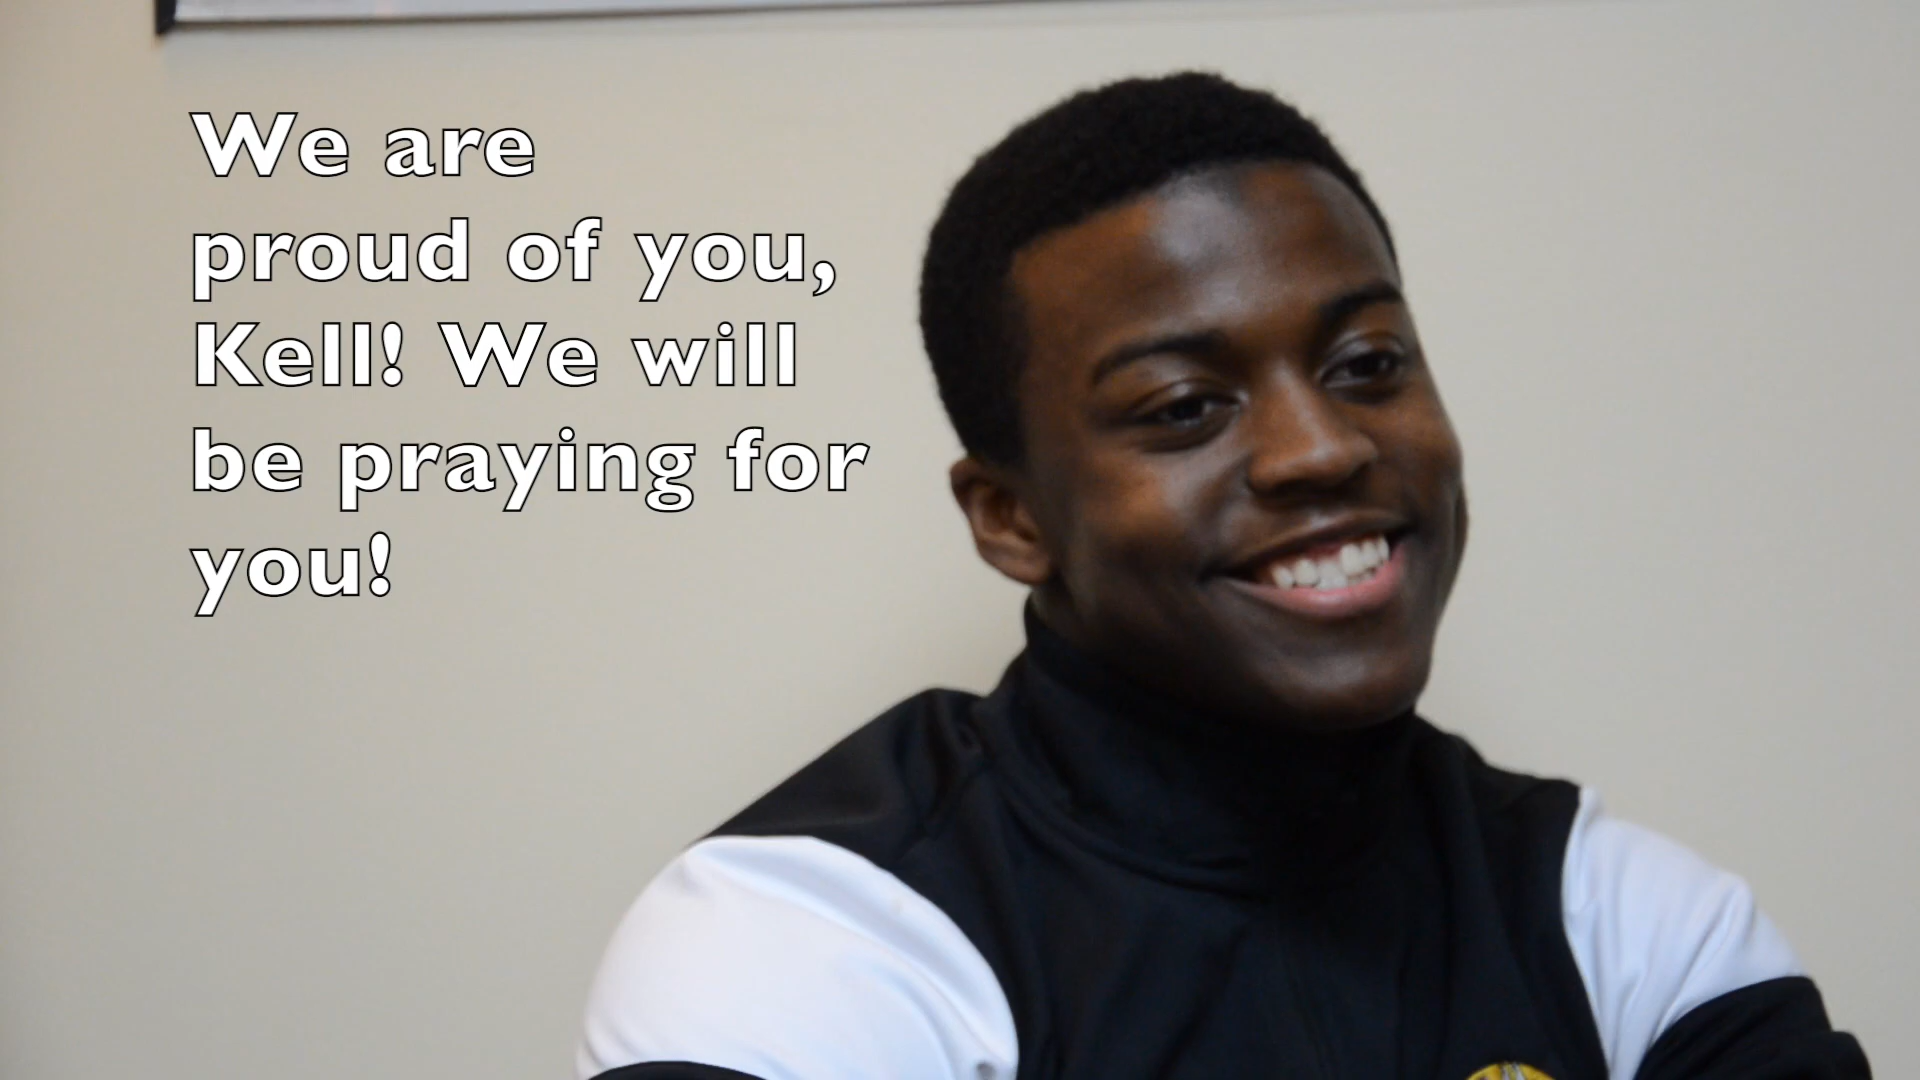 We are
proud of you,
Kell! We will
be praying for
you!